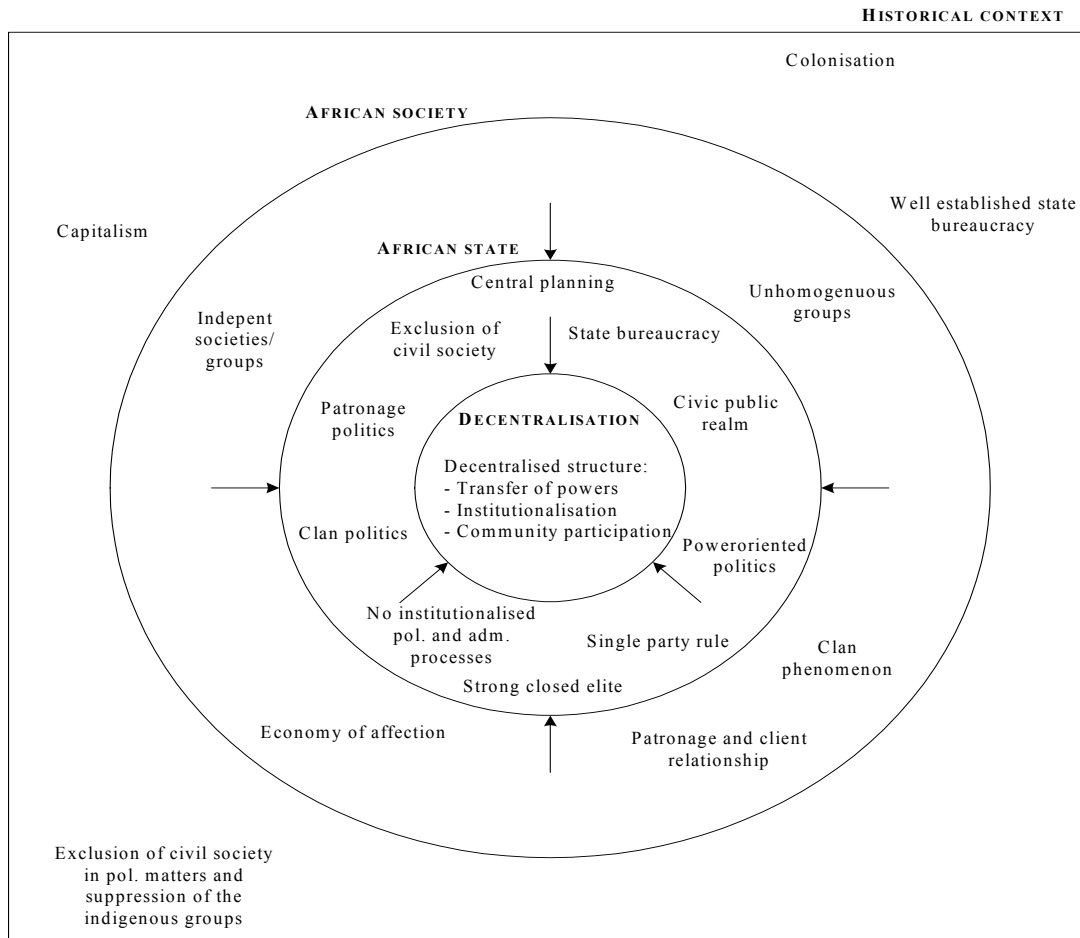 HISTORICAL CONTEXT
Colonisation
AFRICAN SOCIETY
Well established state
bureaucracy
Capitalism
AFRICAN STATE
Central planning
Unhomogenuous
groups
Indepent
societies/
groups
Exclusion of
civil society
State bureaucracy
Patronage
politics
Civic public
realm
DECENTRALISATION
Decentralised structure:
- Transfer of powers
- Institutionalisation
- Community participation
Clan politics
Poweroriented
politics
No institutionalised
pol. and adm.
processes
Single party rule
Clan
phenomenon
Strong closed elite
Economy of affection
Patronage and client
relationship
Exclusion of civil society
in pol. matters and
suppression of the
indigenous groups